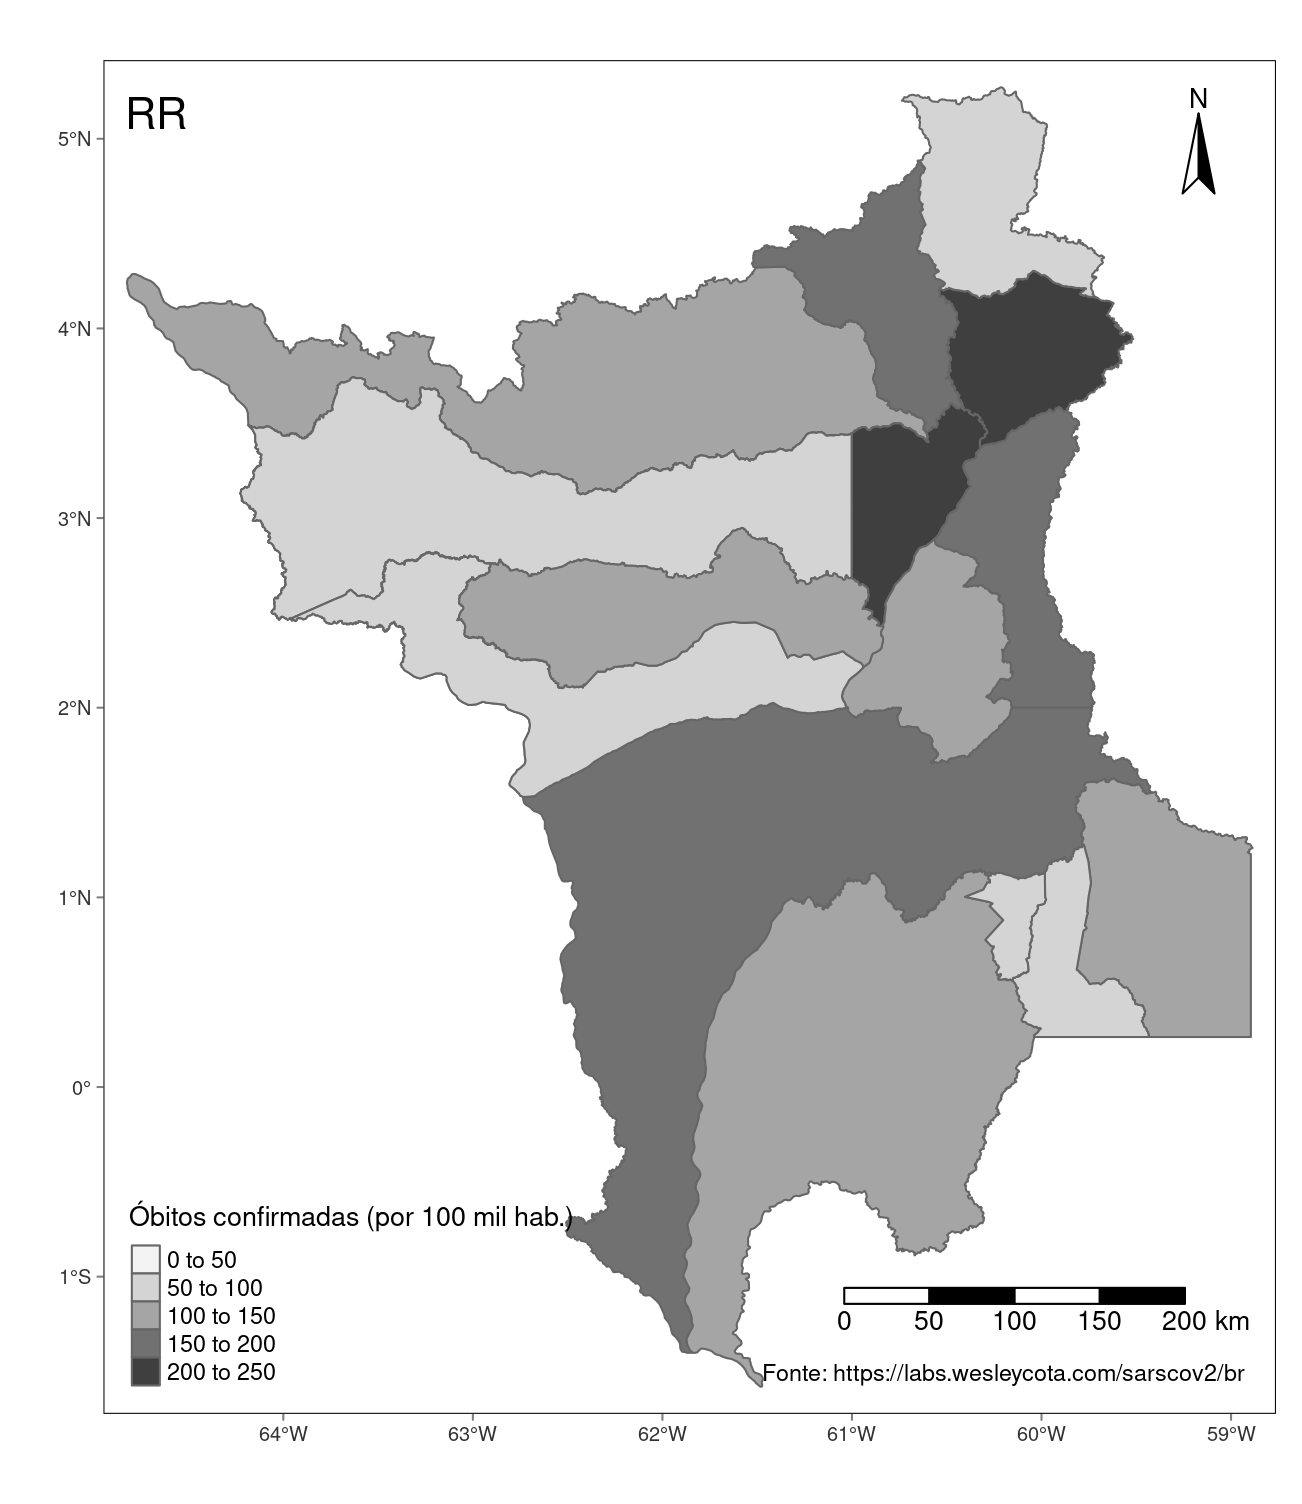 RR
N
5°N
4°N
3°N
2°N
1°N
0°
1°S
Óbitos confirmadas (por 100 mil hab.)
0 to 50
50 to 100
100 to 150
150 to 200
200 to 250
0 50 100 150 200 km
Fonte: https://labs.wesleycota.com/sarscov2/br
64°W 63°W 62°W 61°W 60°W 59°W